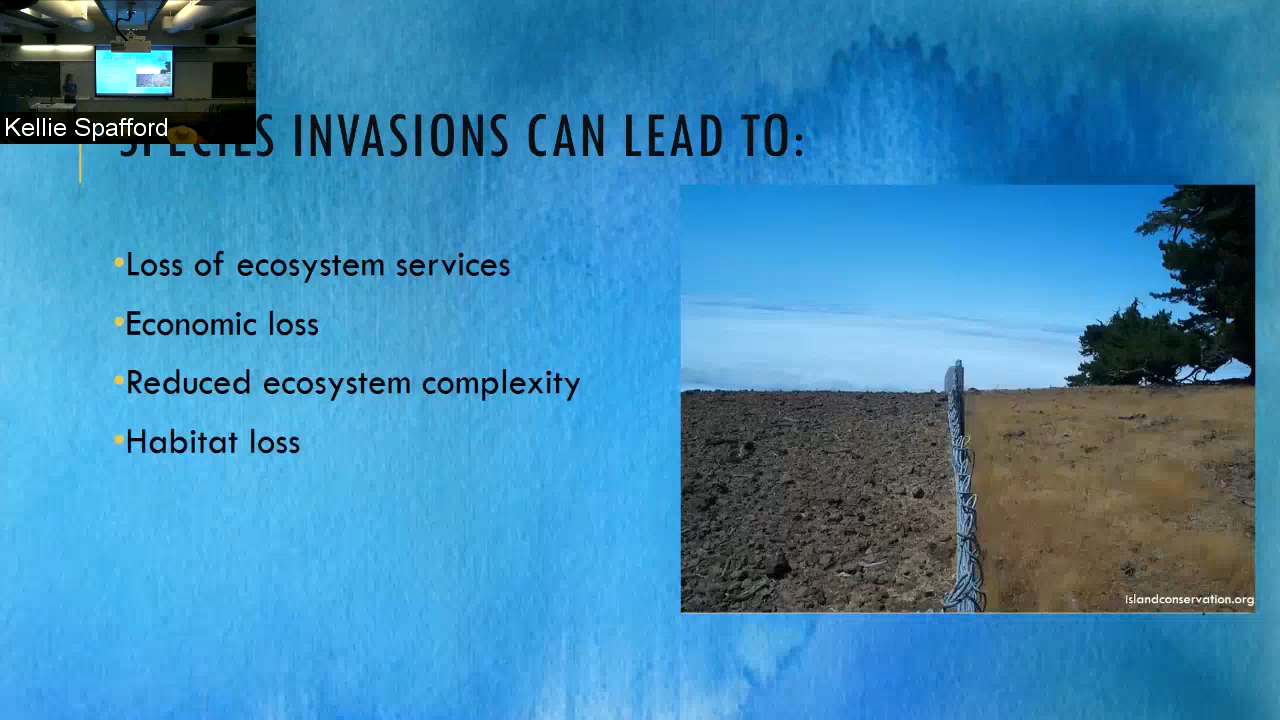 Kellie Spafford
SPECIES INVASIONS CAN LEAD TO:
•Loss of ecosystem services
•Economic loss
•Reduced ecosystem complexity
•Habitat loss
islandconservation.org